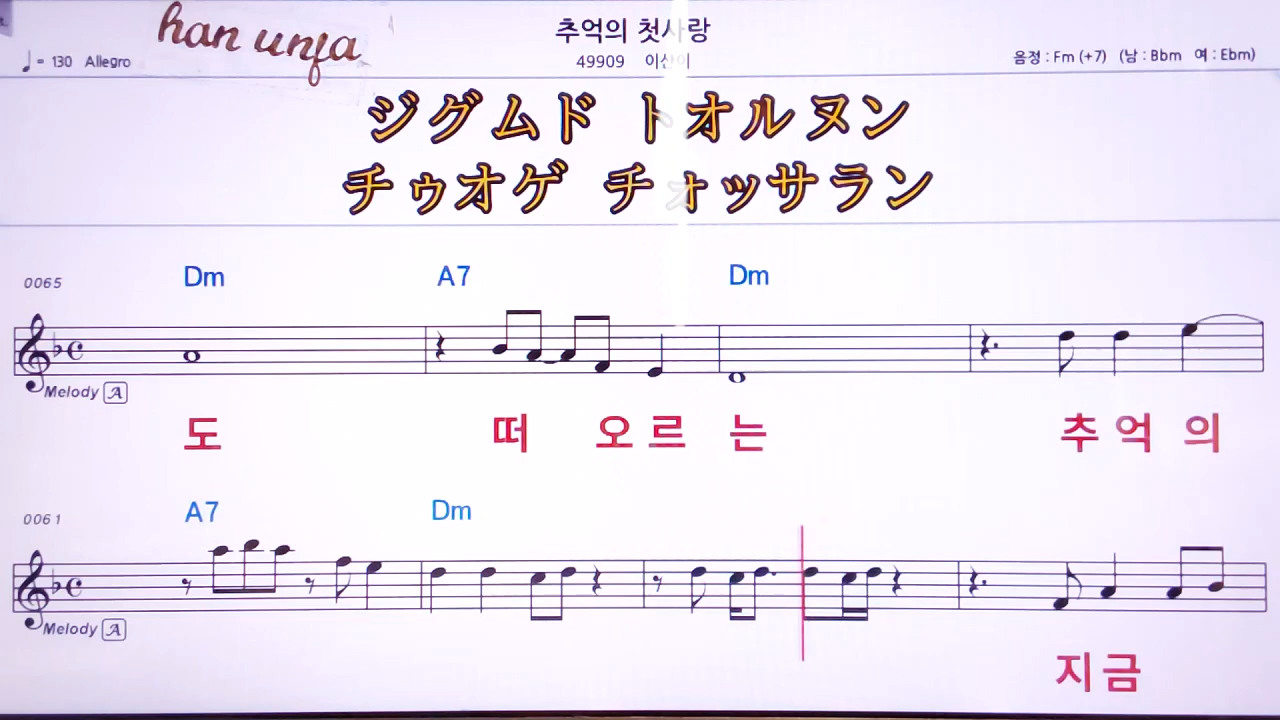 han unfa
추억의 첫사랑
♩= 130 Allegro
49909 이산이
음정 : Fm (+7) (남 : Bbm 여 : Ebm)
ジグムド トオルヌン
チゥオゲ チォッサラン
0065
Dm A7 Dm
Melody A
도 떠 오 르 는 추 억 의
0061
A7 Dm
Melody A
지 금